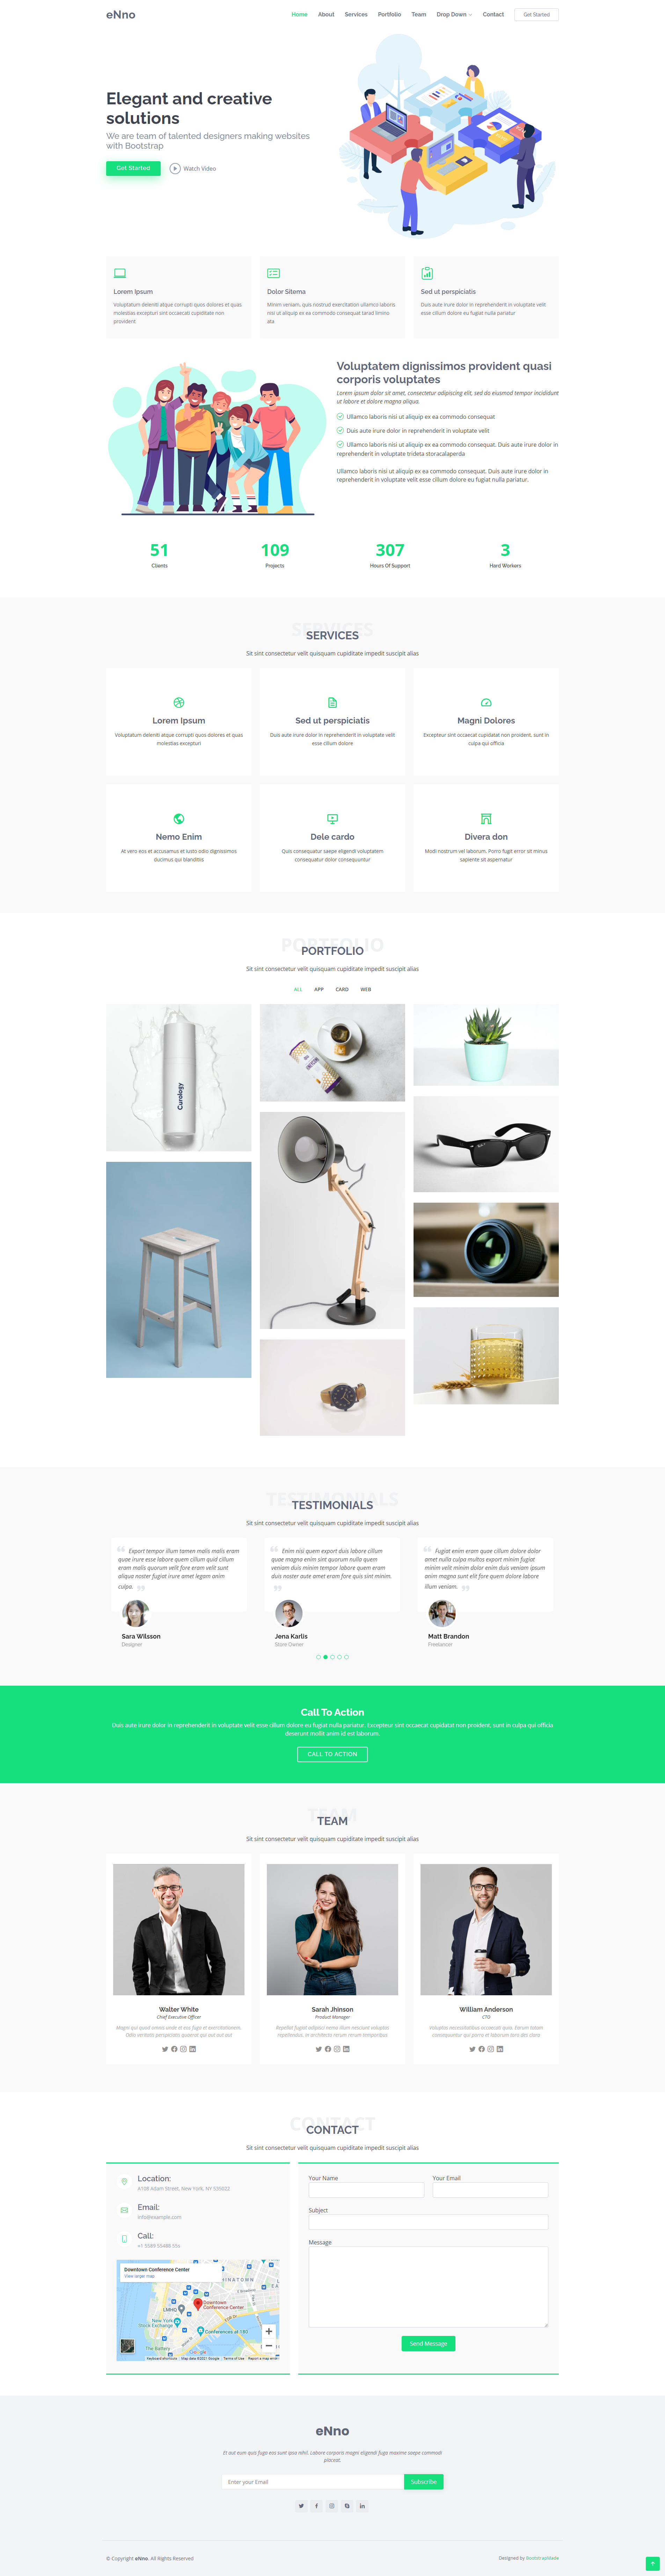 eNno
Home About Services Portfolio Team Drop Down Contact Get Started
Elegant and creative
solutions
We are team of talented designers making websites
with Bootstrap
Get Started Watch Video
Lorem Ipsum
Voluptatum deleniti atque corrupti quos dolores et quas
molestias excepturi sint occaecati cupiditate non
provident
Dolor Sitema
Minim veniam, quis nostrud exercitation ullamco laboris
nisi ut aliquip ex ea commodo consequat tarad limino
ata
Sed ut perspiciatis
Duis aute irure dolor in reprehenderit in voluptate velit
esse cillum dolore eu fugiat nulla pariatur
Voluptatem dignissimos provident quasi
corporis voluptates
Lorem ipsum dolor sit amet, consectetur adipiscing elit, sed do eiusmod tempor incididunt
ut labore et dolore magna aliqua.
Ullamco laboris nisi ut aliquip ex ea commodo consequat
Duis aute irure dolor in reprehenderit in voluptate velit
Ullamco laboris nisi ut aliquip ex ea commodo consequat. Duis aute irure dolor in
reprehenderit in voluptate trideta storacalaperda
Ullamco laboris nisi ut aliquip ex ea commodo consequat. Duis aute irure dolor in
reprehenderit in voluptate velit esse cillum dolore eu fugiat nulla pariatur.
51 109 307 3
Clients Projects Hours Of Support Hard Workers
SERVICES
SERVICES
Sit sint consectetur velit quisquam cupiditate impedit suscipit alias
Lorem Ipsum
Voluptatum deleniti atque corrupti quos dolores et quas
molestias excepturi
Sed ut perspiciatis
Duis aute irure dolor in reprehenderit in voluptate velit
esse cillum dolore
Magni Dolores
Excepteur sint occaecat cupidatat non proident, sunt in
culpa qui officia
Nemo Enim
At vero eos et accusamus et iusto odio dignissimos
ducimus qui blanditiis
Dele cardo
Quis consequatur saepe eligendi voluptatem
consequatur dolor consequuntur
Divera don
Modi nostrum vel laborum. Porro fugit error sit minus
sapiente sit aspernatur
PORTFOLIO
PORTFOLIO
Sit sint consectetur velit quisquam cupiditate impedit suscipit alias
ALL APP CARD WEB
Curology
TESTIMONIALS
TESTIMONIALS
Sit sint consectetur velit quisquam cupiditate impedit suscipit alias
Export tempor illum tamen malis malis eram
quae irure esse labore quem cillum quid cillum
eram malis quorum velit fore eram velit sunt
aliqua noster fugiat irure amet legam anim
culpa.
Sara Wilsson
Designer
Enim nisi quem export duis labore cillum
quae magna enim sint quorum nulla quem
veniam duis minim tempor labore quem eram
duis noster aute amet eram fore quis sint minim.
Jena Karlis
Store Owner
Fugiat enim eram quae cillum dolore dolor
amet nulla culpa multos export minim fugiat
minim velit minim dolor enim duis veniam ipsum
anim magna sunt elit fore quem dolore labore
illum veniam.
Matt Brandon
Freelancer
Call To Action
Duis aute irure dolor in reprehenderit in voluptate velit esse cillum dolore eu fugiat nulla pariatur. Excepteur sint occaecat cupidatat non proident, sunt in culpa qui officia
deserunt mollit anim id est laborum.
CALL TO ACTION
TEAM
TEAM
Sit sint consectetur velit quisquam cupiditate impedit suscipit alias
Walter White
Chief Executive Officer
Magni qui quod omnis unde et eos fuga et exercitationem.
Odio veritatis perspiciatis quaerat qui aut aut aut
Sarah Jhinson
Product Manager
Repellat fugiat adipisci nemo illum nesciunt voluptas
repellendus. In architecto rerum rerum temporibus
William Anderson
CTO
Voluptas necessitatibus occaecati quia. Earum totam
consequuntur qui porro et laborum toro des clara
CONTACT
CONTACT
Sit sint consectetur velit quisquam cupiditate impedit suscipit alias
Location:
A108 Adam Street, New York, NY 535022
Email:
info@example.com
Call:
+1 5589 55488 55s
Downtown Conference Center
View larger map
CHINATOWN
Downtown
Conference Center
New York
Stock Exchange
Conferences at 180
The Battery
Google
Keyboard shortcuts Map data ©2021 Google Terms of Use Report a map error
Your Name Your Email
Subject
Message
Send Message
eNno
Et aut eum quis fuga eos sunt ipsa nihil. Labore corporis magni eligendi fuga maxime saepe commodi
placeat.
Enter your Email Subscribe
© Copyright eNno. All Rights Reserved
Designed by BootstrapMade